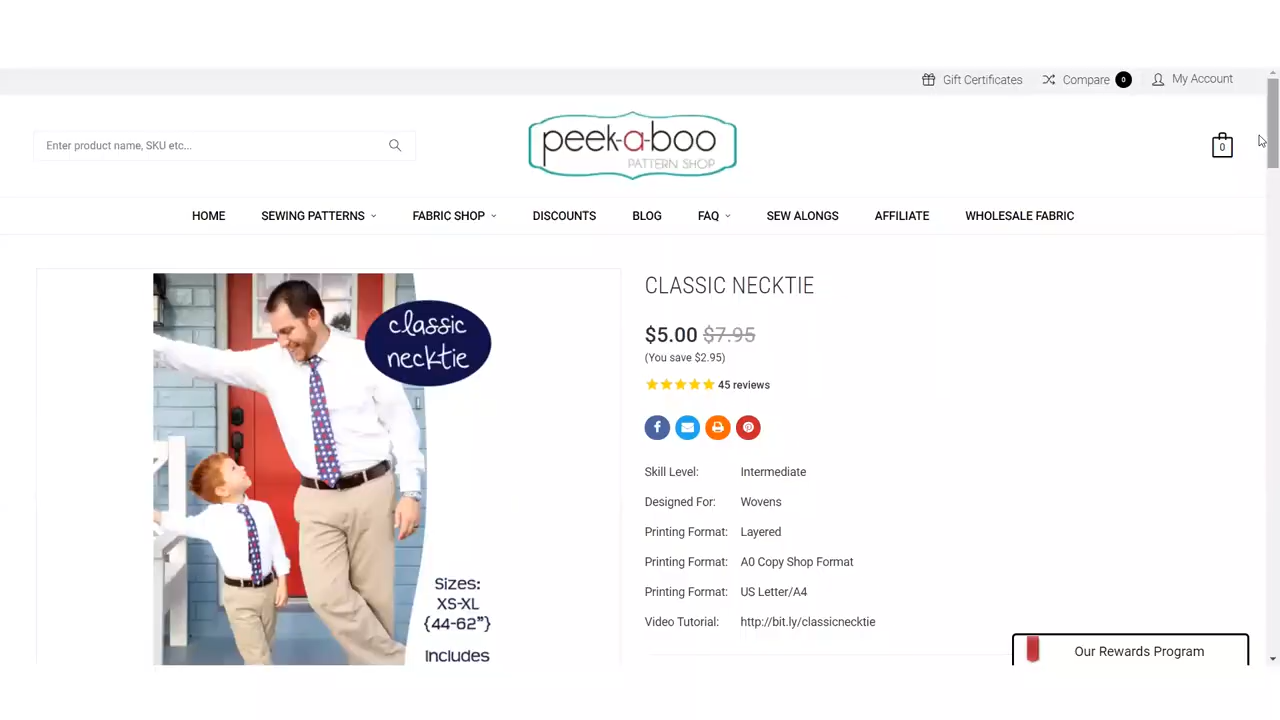 Gift Certificates
Compare 0
My Account
Enter product name, SKU etc...
peek-a-boo
PATTERN SHOP
0
HOME
SEWING PATTERNS
FABRIC SHOP
DISCOUNTS
BLOG
FAQ
SEW ALONGS
AFFILIATE
WHOLESALE FABRIC
classic
necktie
Sizes:
XS-XL
{44-62"}
Includes
CLASSIC NECKTIE
$5.00 $7.95
(You save $2.95)
45 reviews
Skill Level: Intermediate
Designed For: Wovens
Printing Format: Layered
Printing Format: A0 Copy Shop Format
Printing Format: US Letter/A4
Video Tutorial: http://bit.ly/classicnecktie
Our Rewards Program